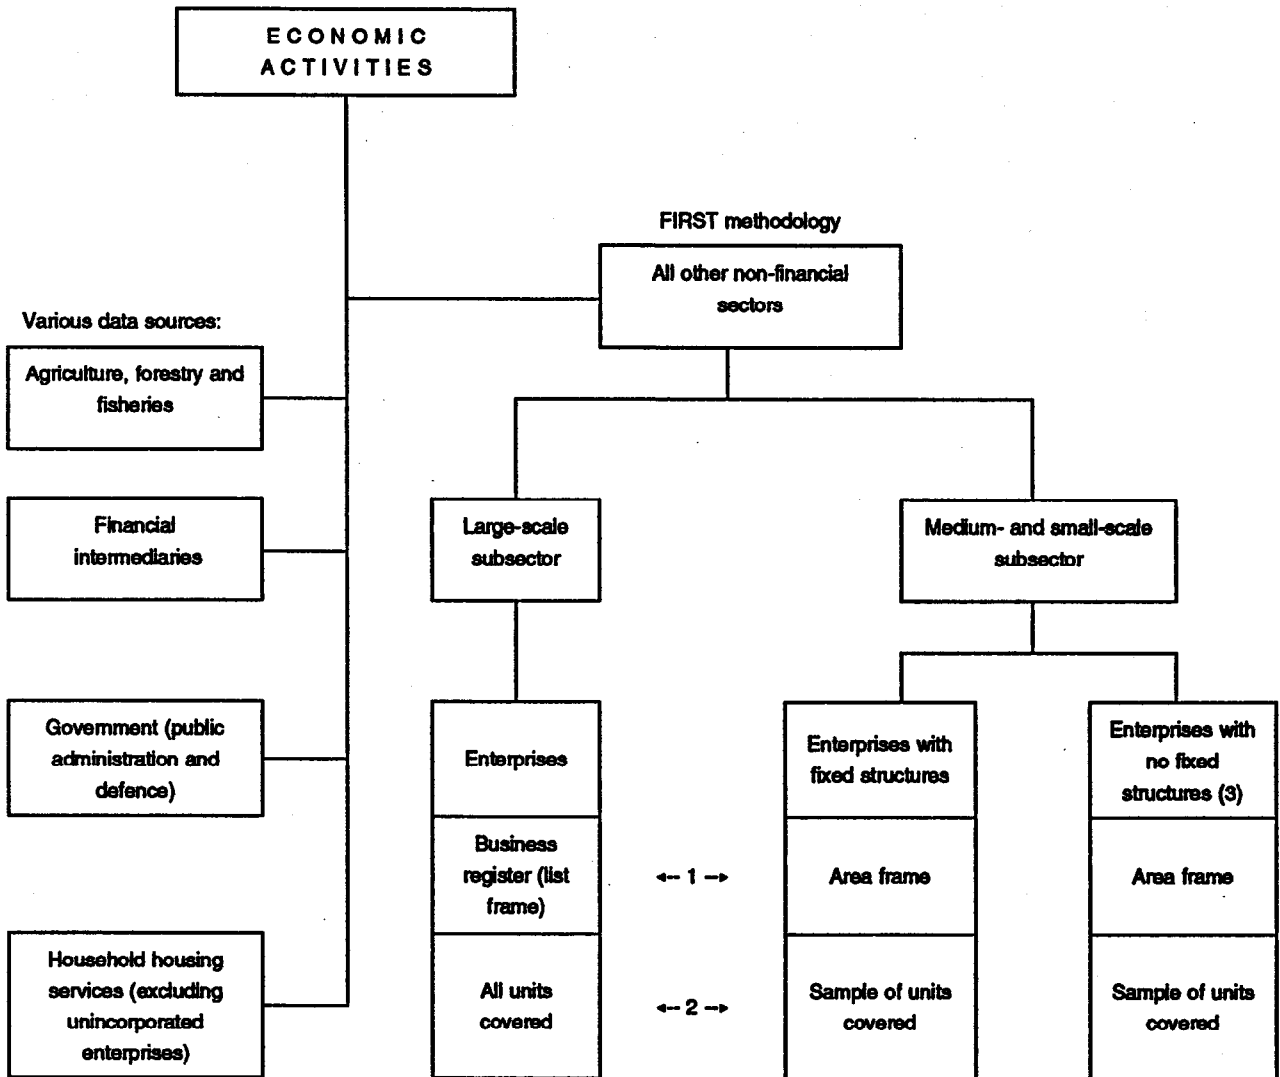 ECONOMIC
ACTIVITIES
FIRST methodology
All other non-financial
sectors
Various data sources:
Agriculture, forestry and
fisheries
Financial
intermediaries
Large-scale
subsector
Medium- and small-scale
subsector
Government (public
administration and
defence)
Enterprises
Enterprises with
fixed structures
Enterprises with
no fixed
structures (3)
Business
register (list
frame)
<-- 1 -->
Area frame
Area frame
Household housing
services (excluding
unincorporated
enterprises)
All units
covered
<-- 2 -->
Sample of units
covered
Sample of units
covered